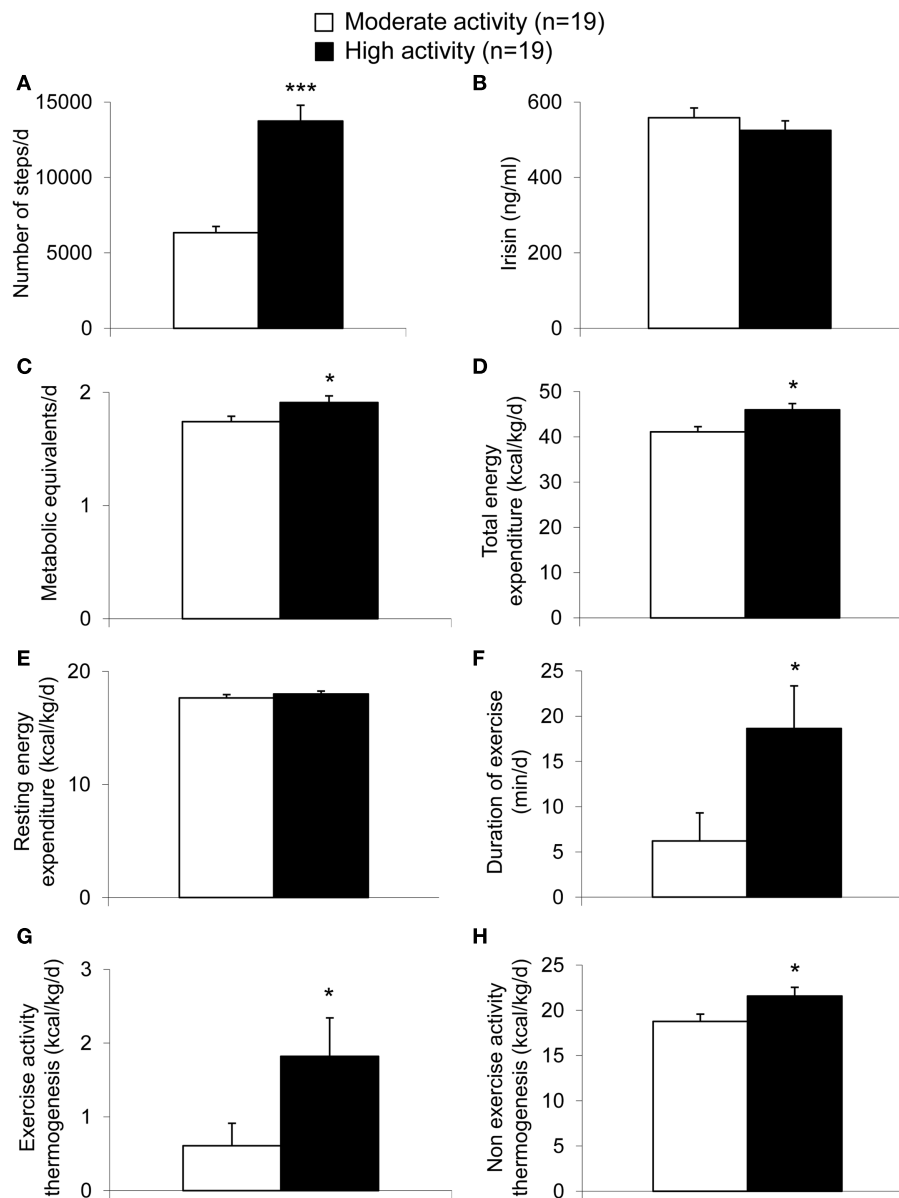 Moderate activity (n=19)
High activity (n=19)
A
Number of steps/d
15000
10000
5000
0
***
B
Irisin (ng/ml)
600
400
200
0
C
Metabolic equivalents/d
2
1
0
*
D
Total energy
expenditure (kcal/kg/d)
50
40
30
20
10
0
*
E
Resting energy
expenditure (kcal/kg/d)
20
10
0
F
Duration of exercise
(min/d)
25
20
15
10
5
0
*
G
Exercise activity
thermogenesis (kcal/kg/d)
3
2
1
0
*
H
Non exercise activity
thermogenesis (kcal/kg/d)
25
20
15
10
5
0
*